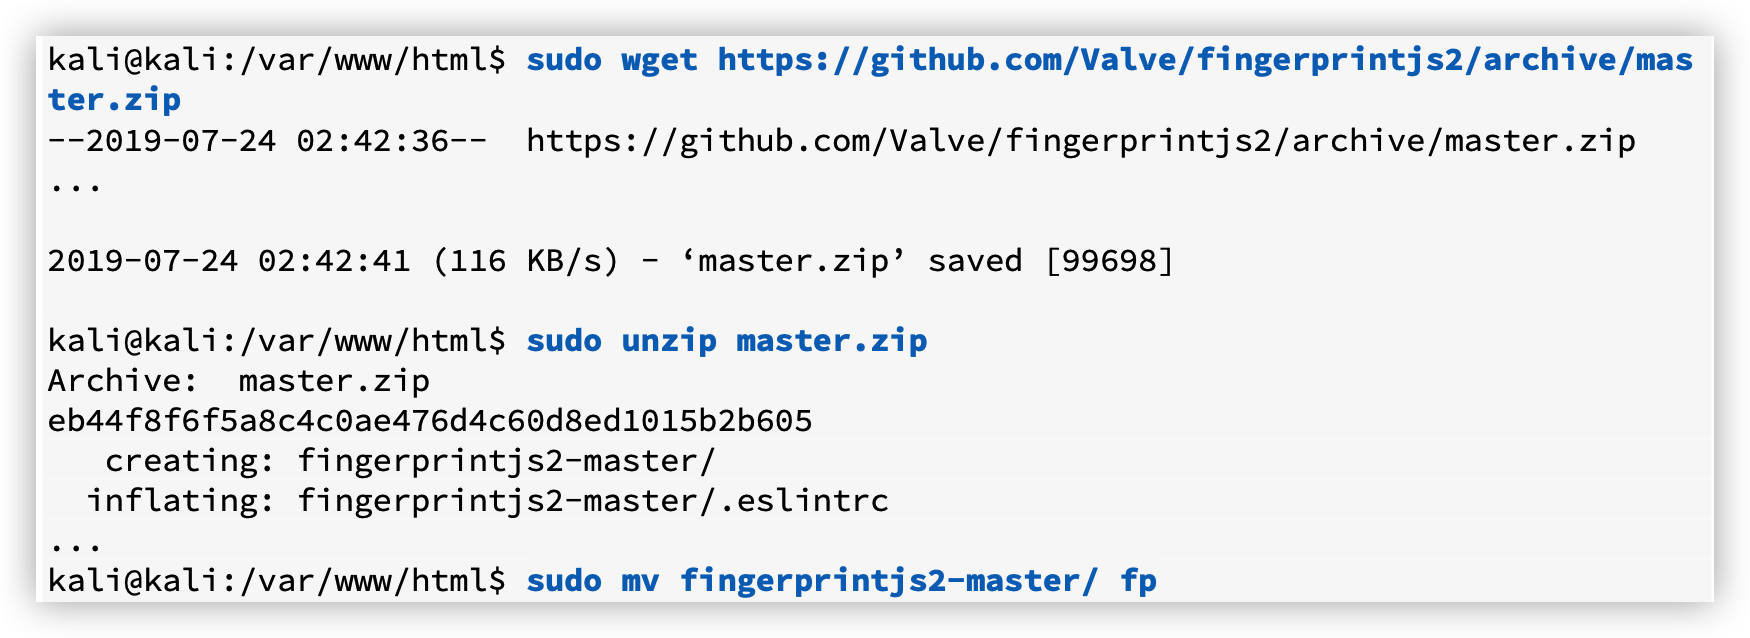 kali@kali:/var/www/html$ sudo wget https://github.com/Valve/fingerprintjs2/archive/mas
ter.zip
--2019-07-24 02:42:36--  https://github.com/Valve/fingerprintjs2/archive/master.zip
...
2019-07-24 02:42:41 (116 KB/s) - ‘master.zip’ saved [99698]
kali@kali:/var/www/html$ sudo unzip master.zip
Archive:  master.zip
eb44f8f6f5a8c4c0ae476d4c60d8ed1015b2b605
   creating: fingerprintjs2-master/
  inflating: fingerprintjs2-master/.eslintrc
...
kali@kali:/var/www/html$ sudo mv fingerprintjs2-master/ fp